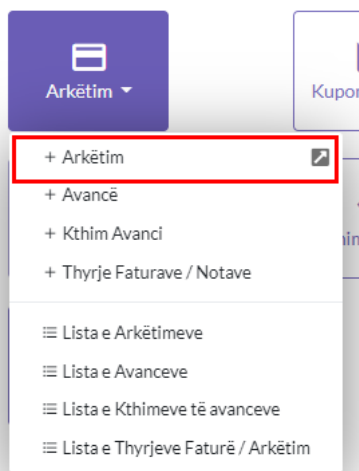 Arkëtim
+ Arkëtim
+ Avancë
+ Kthim Avanci
+ Thyrje Faturave / Notave
Lista e Arkëtimeve
Lista e Avanceve
Lista e Kthimeve të avanceve
Lista e Thyrjeve Faturë / Arkëtim